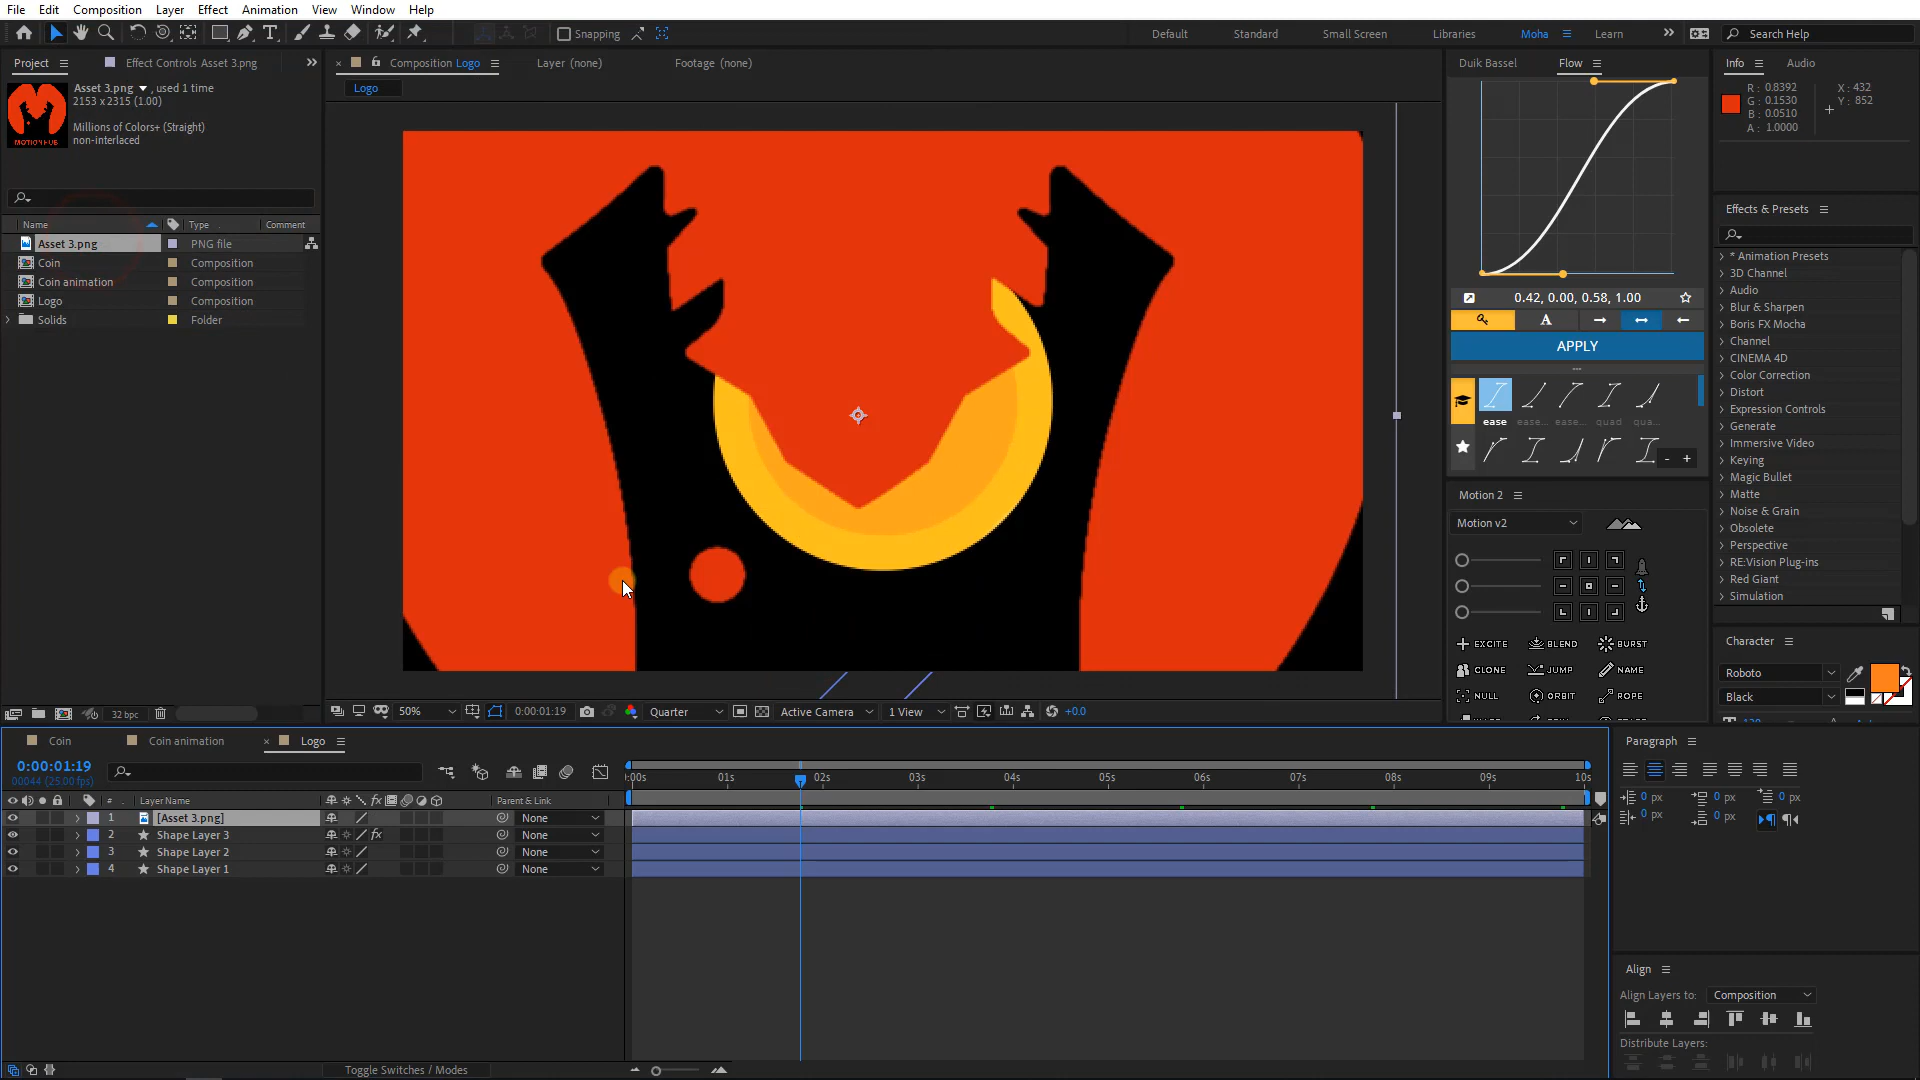 File Edit Composition Layer Effect Animation View Window Help
Snapping
Default Standard Small Screen Libraries Moha Learn Search Help
Project Effect Controls Asset 3.png
Composition Logo Layer (none) Footage (none)
Logo
Asset 3.png , used 1 time
2153 x 2315 (1.00)
Millions of Colors+ (Straight)
non-interlaced
MOTION HUB
Name Type Comment
Asset 3.png PNG file
Coin Composition
Coin animation Composition
Logo Composition
Solids Folder
32 bpc
50% 0:00:01:19 Quarter Active Camera 1 View +0.0
Duik Bassel Flow
0.42, 0.00, 0.58, 1.00
A
APPLY
ease ease... ease... quad qua...
- +
Motion 2
Motion v2
EXCITE BLEND BURST
CLONE JUMP NAME
NULL ORBIT ROPE
Info Audio
R : 0.8392
G : 0.1530
B : 0.0510
A : 1.0000
X : 432
Y : 852
Effects & Presets
* Animation Presets
3D Channel
Audio
Blur & Sharpen
Boris FX Mocha
Channel
CINEMA 4D
Color Correction
Distort
Expression Controls
Generate
Immersive Video
Keying
Magic Bullet
Matte
Noise & Grain
Obsolete
Perspective
RE:Vision Plug-ins
Red Giant
Simulation
Character
Roboto
Black
Coin Coin animation Logo
0:00:01:19
00044 (25.00 fps)
:00s 01s 02s 03s 04s 05s 06s 07s 08s 09s 10s
# Layer Name Parent & Link
1 [Asset 3.png] None
2 Shape Layer 3 None
3 Shape Layer 2 None
4 Shape Layer 1 None
Toggle Switches / Modes
Paragraph
0 px 0 px 0 px
0 px 0 px
Align
Align Layers to: Composition
Distribute Layers: